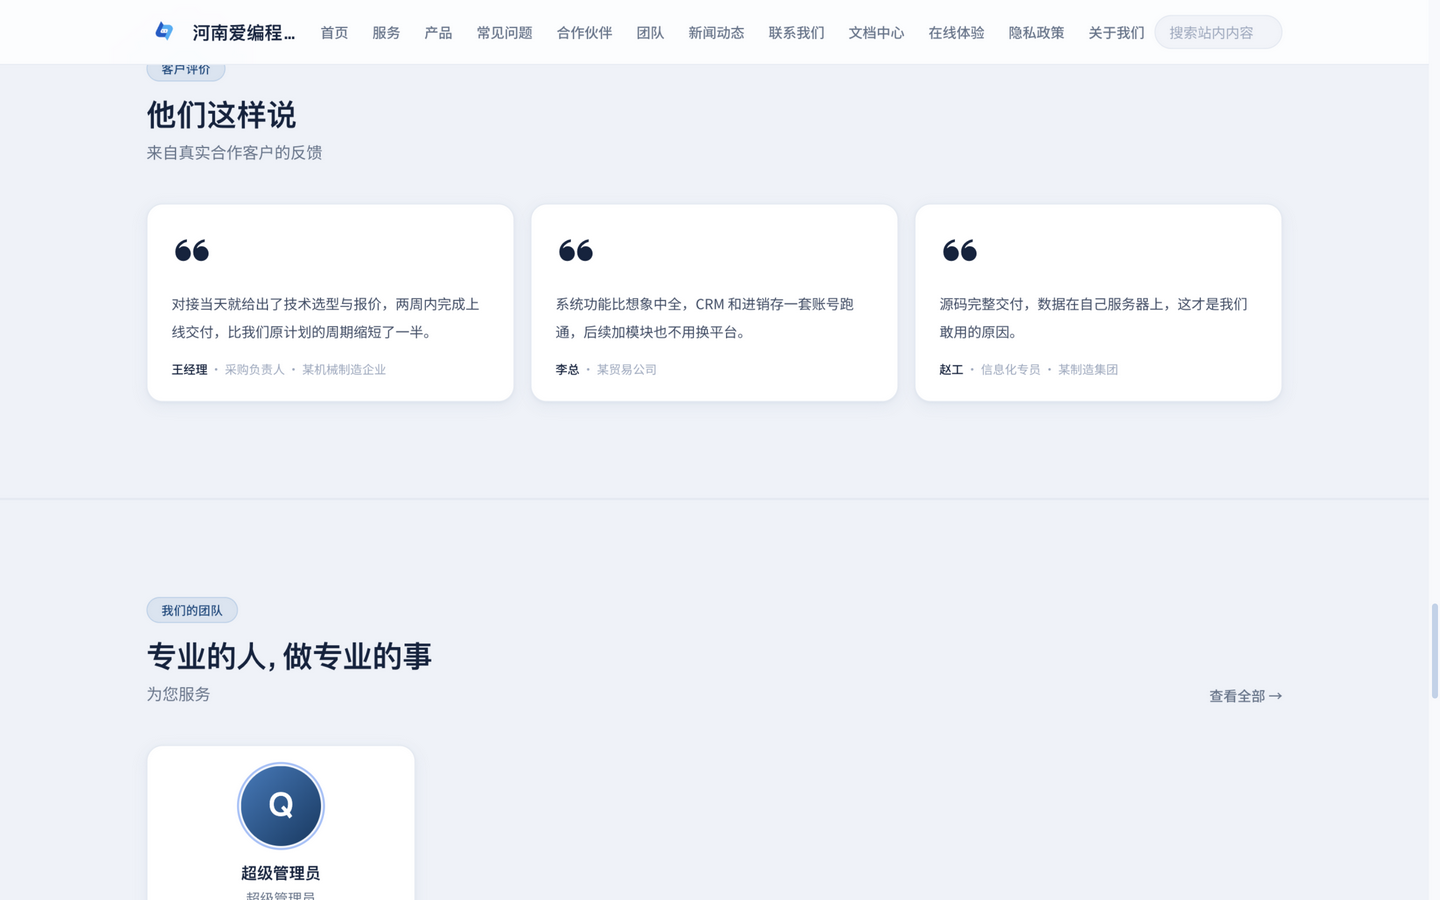 河南爱编程... 首页 服务 产品 常见问题 合作伙伴 团队 新闻动态 联系我们 文档中心 在线体验 隐私政策 关于我们 搜索站内内容
客户评价
他们这样说
来自真实合作客户的反馈
❝
对接当天就给出了技术选型与报价，两周内完成上
线交付，比我们原计划的周期缩短了一半。
王经理 · 采购负责人 · 某机械制造企业
❝
系统功能比想象中全，CRM 和进销存一套账号跑
通，后续加模块也不用换平台。
李总 · 某贸易公司
❝
源码完整交付，数据在自己服务器上，这才是我们
敢用的原因。
赵工 · 信息化专员 · 某制造集团
我们的团队
专业的人，做专业的事
为您服务
查看全部 →
Q
超级管理员
超级管理员